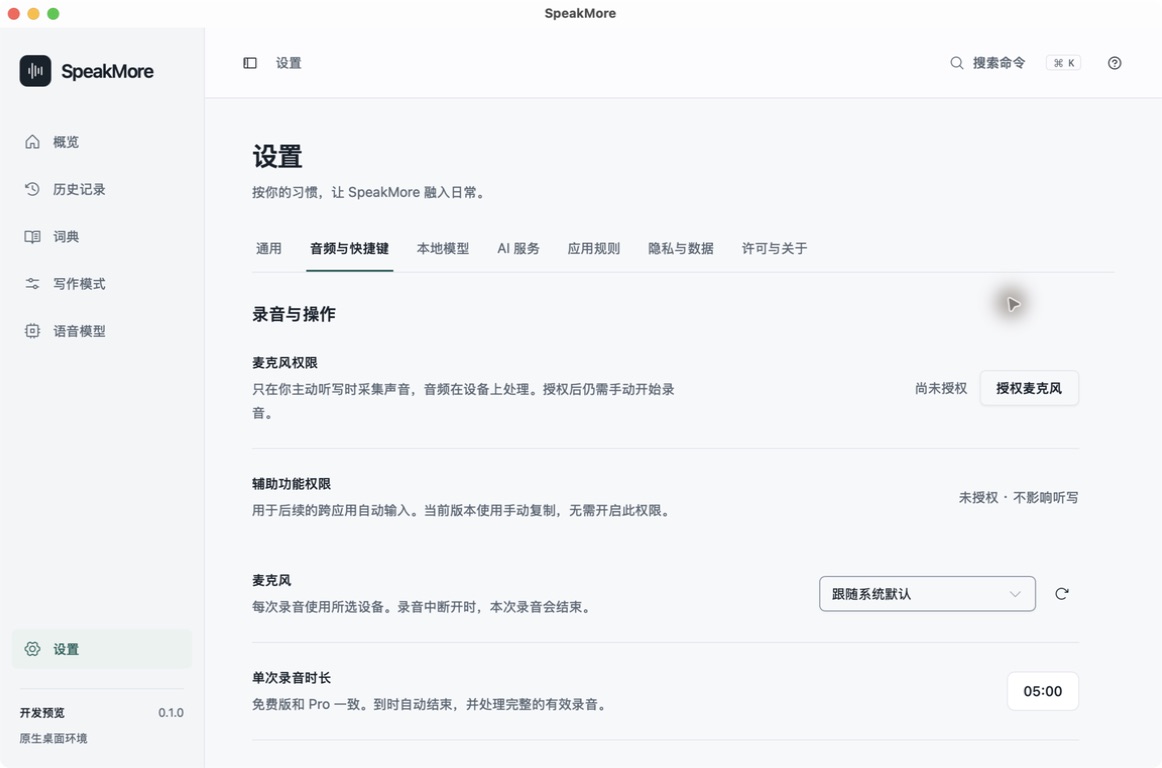 SpeakMore
SpeakMore
设置
搜索命令
⌘ K
概览
历史记录
词典
写作模式
语音模型
设置
开发预览
0.1.0
原生桌面环境
设置
按你的习惯，让 SpeakMore 融入日常。
通用 音频与快捷键 本地模型 AI 服务 应用规则 隐私与数据 许可与关于
录音与操作
麦克风权限
只在你主动听写时采集声音，音频在设备上处理。授权后仍需手动开始录
音。
尚未授权
授权麦克风
辅助功能权限
用于后续的跨应用自动输入。当前版本使用手动复制，无需开启此权限。
未授权 · 不影响听写
麦克风
每次录音使用所选设备。录音中断开时，本次录音会结束。
跟随系统默认
单次录音时长
免费版和 Pro 一致。到时自动结束，并处理完整的有效录音。
05:00